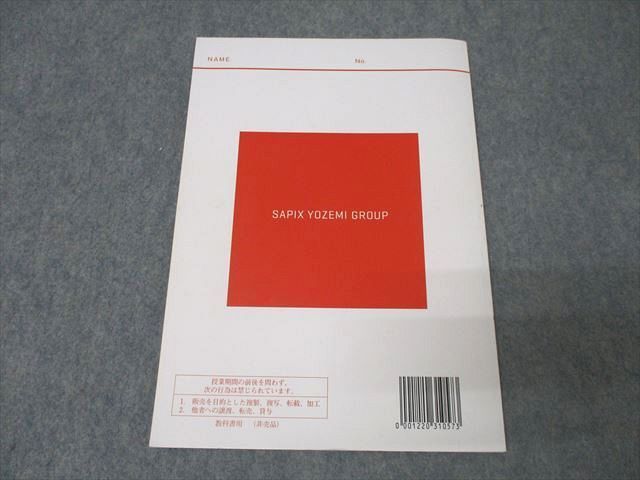 NAME No.
SAPIX YOZEMI GROUP
授業期間の前後を問わず、
次の行為は禁じられています。
1. 販売を目的とした複製、複写、転載、加工
2. 他者への譲渡、転売、貸与
教科書用 (非売品)
0 001220 310573